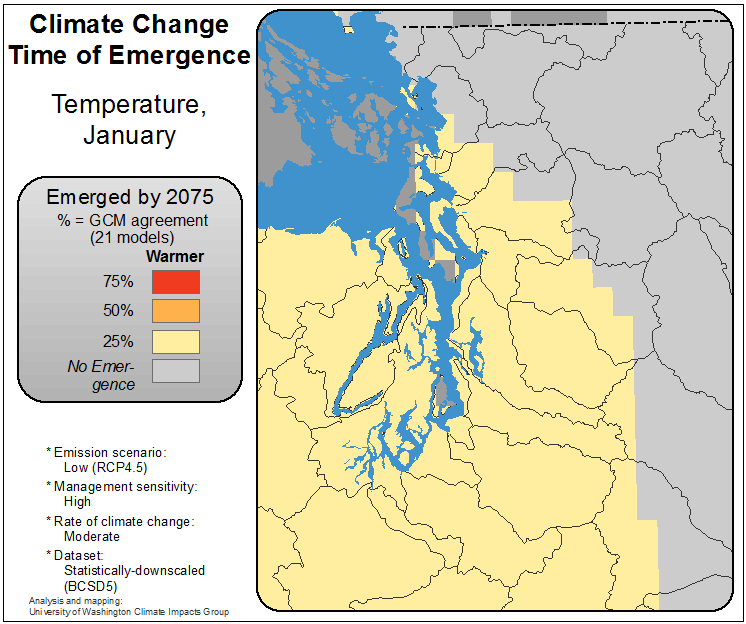 Climate Change
Time of Emergence
Temperature,
January
Emerged by 2075
% = GCM agreement
(21 models)
Warmer
75%
50%
25%
No Emer-
gence
* Emission scenario:
Low (RCP4.5)
* Management sensitivity:
High
* Rate of climate change:
Moderate
* Dataset:
Statistically-downscaled
(BCSD5)
Analysis and mapping:
University of Washington Climate Impacts Group